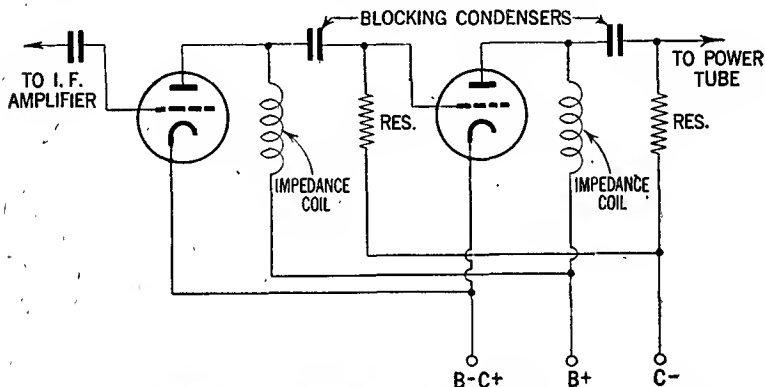 BLOCKING CONDENSERS
TO I. F.
AMPLIFIER
TO POWER
TUBE
RES.
RES.
IMPEDANCE
COIL
IMPEDANCE
COIL
B-C+
B+
C-